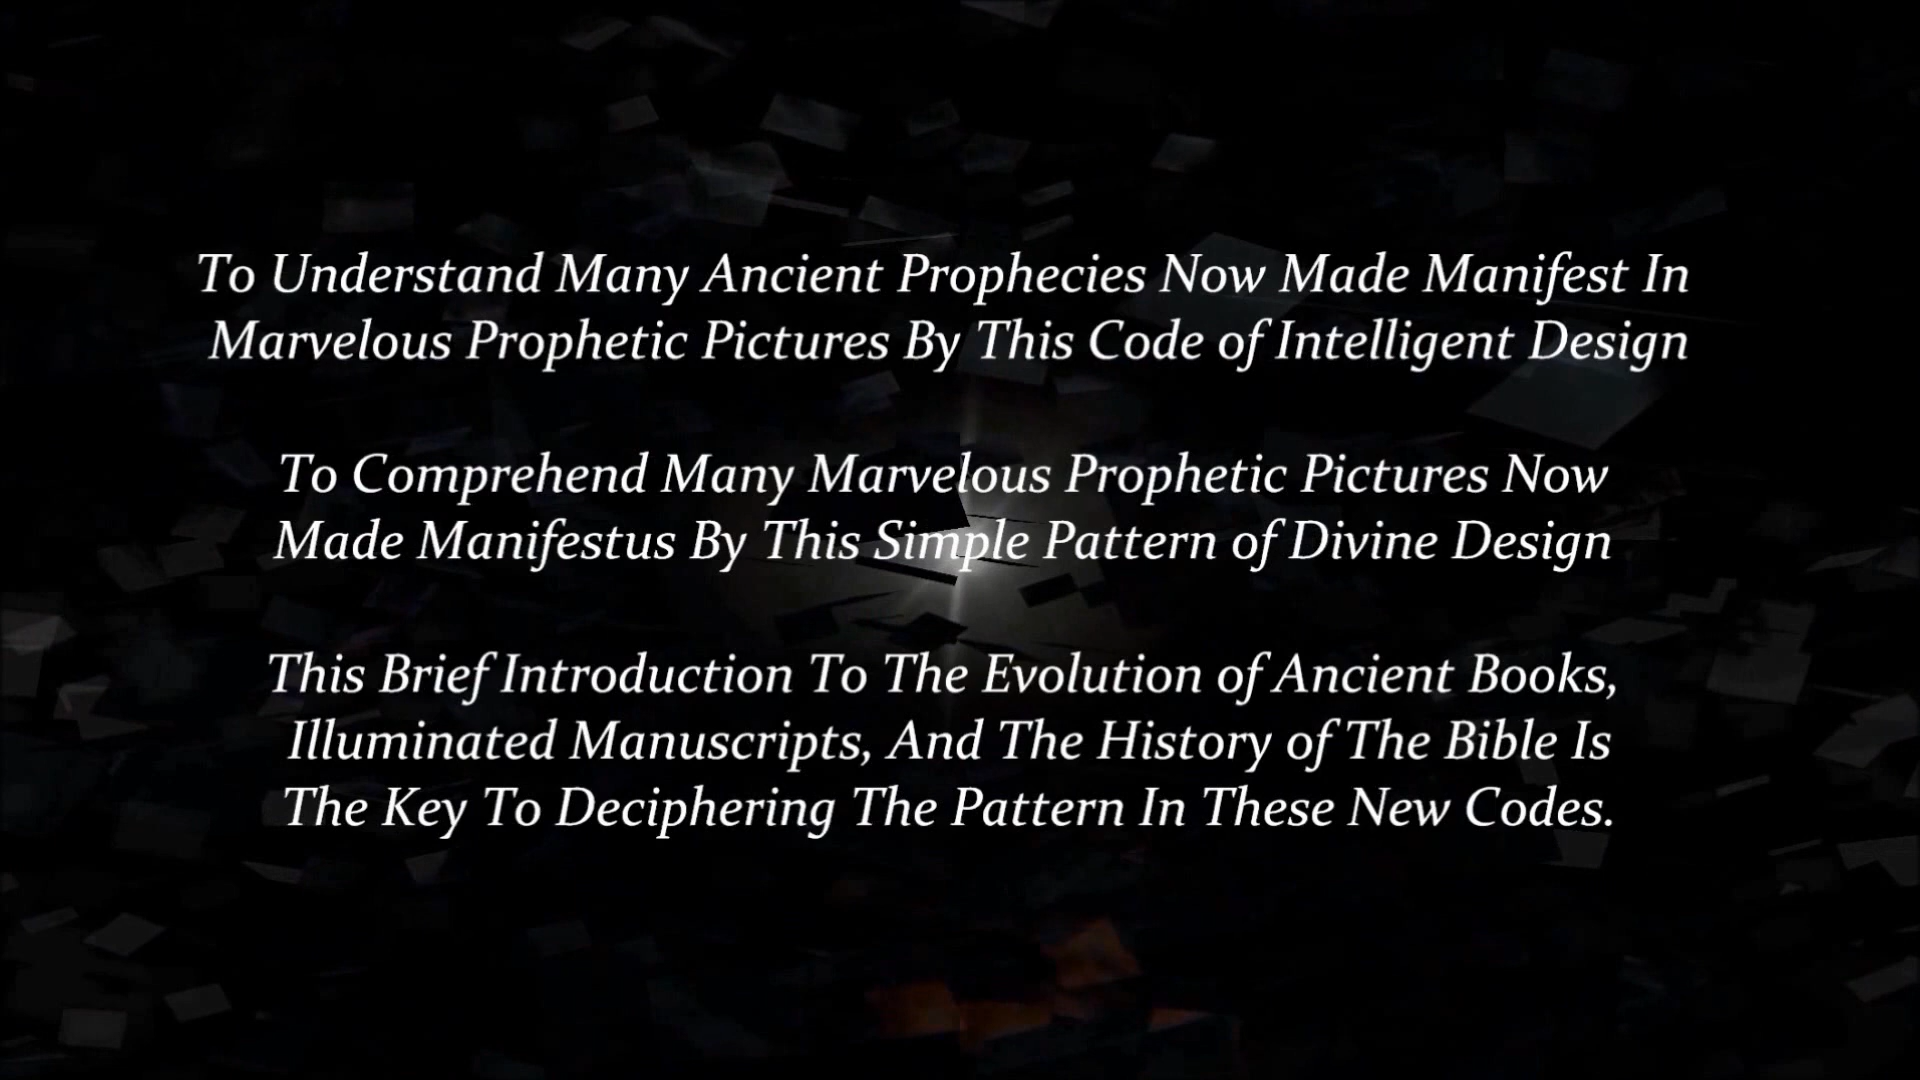 To Understand Many Ancient Prophecies Now Made Manifest In
Marvelous Prophetic Pictures By This Code of Intelligent Design
To Comprehend Many Marvelous Prophetic Pictures Now
Made Manifestus By This Simple Pattern of Divine Design
This Brief Introduction To The Evolution of Ancient Books,
Illuminated Manuscripts, And The History of The Bible Is
The Key To Deciphering The Pattern In These New Codes.